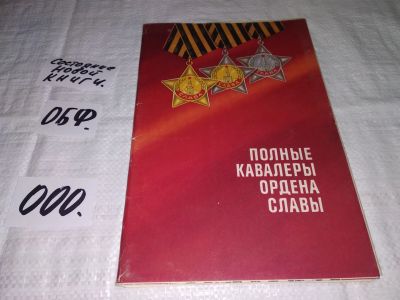 состояние
новой
книги.
ОБФ.
000.
ПОЛНЫЕ
КАВАЛЕРЫ
ОРДЕНА
СЛАВЫ